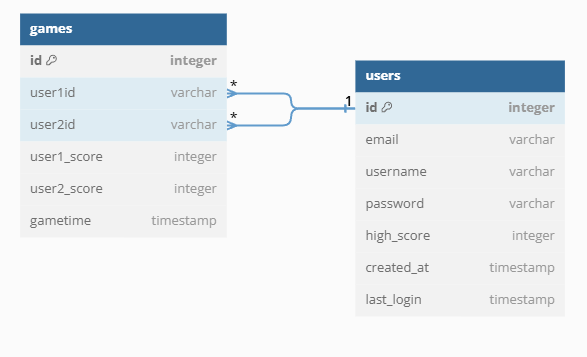 games
id integer
user1id varchar
user2id varchar
user1_score integer
user2_score integer
gametime timestamp
*
*
1
users
id integer
email varchar
username varchar
password varchar
high_score integer
created_at timestamp
last_login timestamp